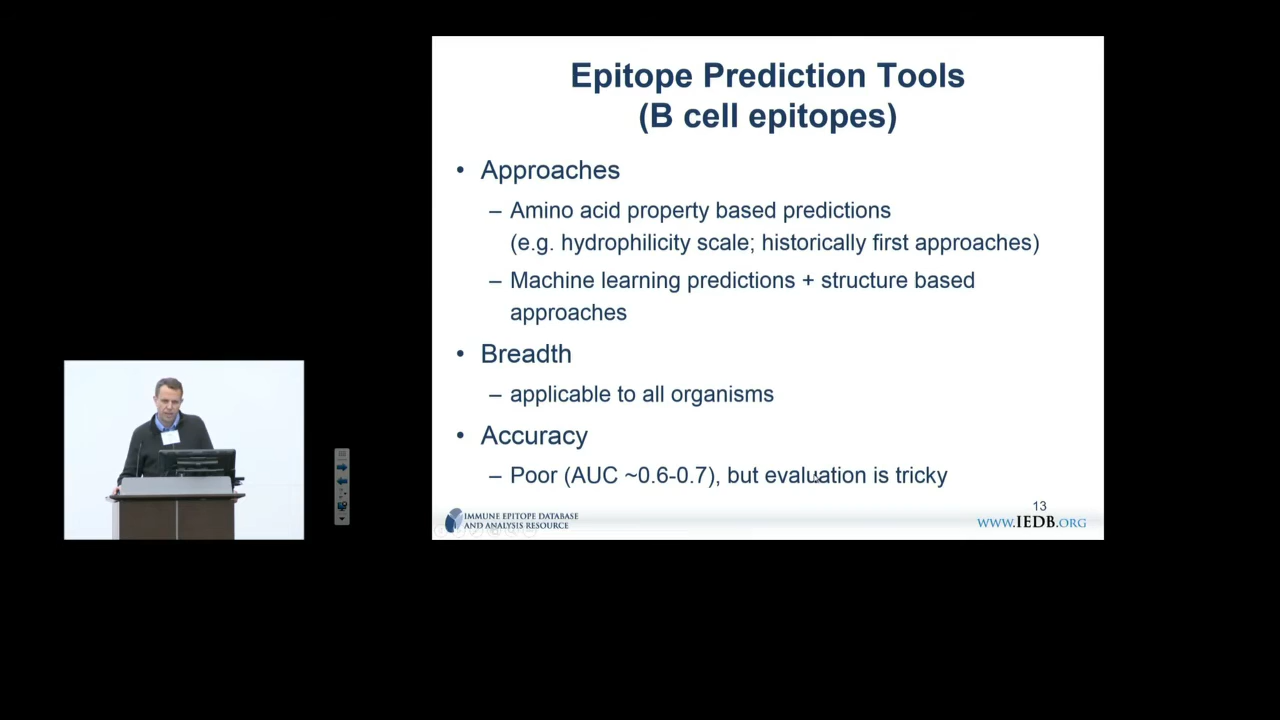 Epitope Prediction Tools
(B cell epitopes)
• Approaches
– Amino acid property based predictions
(e.g. hydrophilicity scale; historically first approaches)
– Machine learning predictions + structure based
approaches
• Breadth
– applicable to all organisms
• Accuracy
– Poor (AUC ~0.6-0.7), but evaluation is tricky
13
IMMUNE EPITOPE DATABASE
AND ANALYSIS RESOURCE
WWW.IEDB.ORG